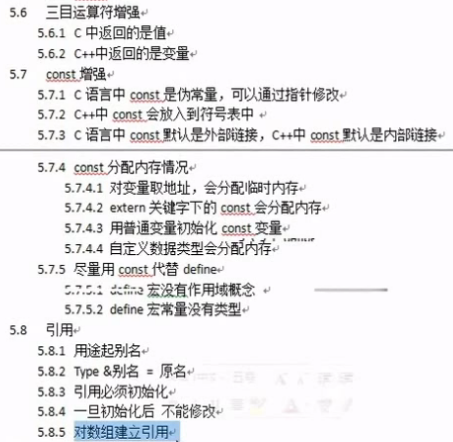 5.6 三目运算符增强
5.6.1 C 中返回的是值
5.6.2 C++中返回的是变量
5.7 const 增强
5.7.1 C 语言中 const 是伪常量，可以通过指针修改
5.7.2 C++中 const 会放入到符号表中
5.7.3 C 语言中 const 默认是外部链接，C++中 const 默认是内部链接
5.7.4 const 分配内存情况
5.7.4.1 对变量取地址，会分配临时内存
5.7.4.2 extern 关键字下的 const 会分配内存
5.7.4.3 用普通变量初始化 const 变量
5.7.4.4 自定义数据类型会分配内存
5.7.5 尽量用 const 代替 define
5.7.5.1 define 宏没有作用域概念
5.7.5.2 define 宏常量没有类型
5.8 引用
5.8.1 用途起别名
5.8.2 Type &别名 = 原名
5.8.3 引用必须初始化
5.8.4 一旦初始化后 不能修改
5.8.5 对数组建立引用